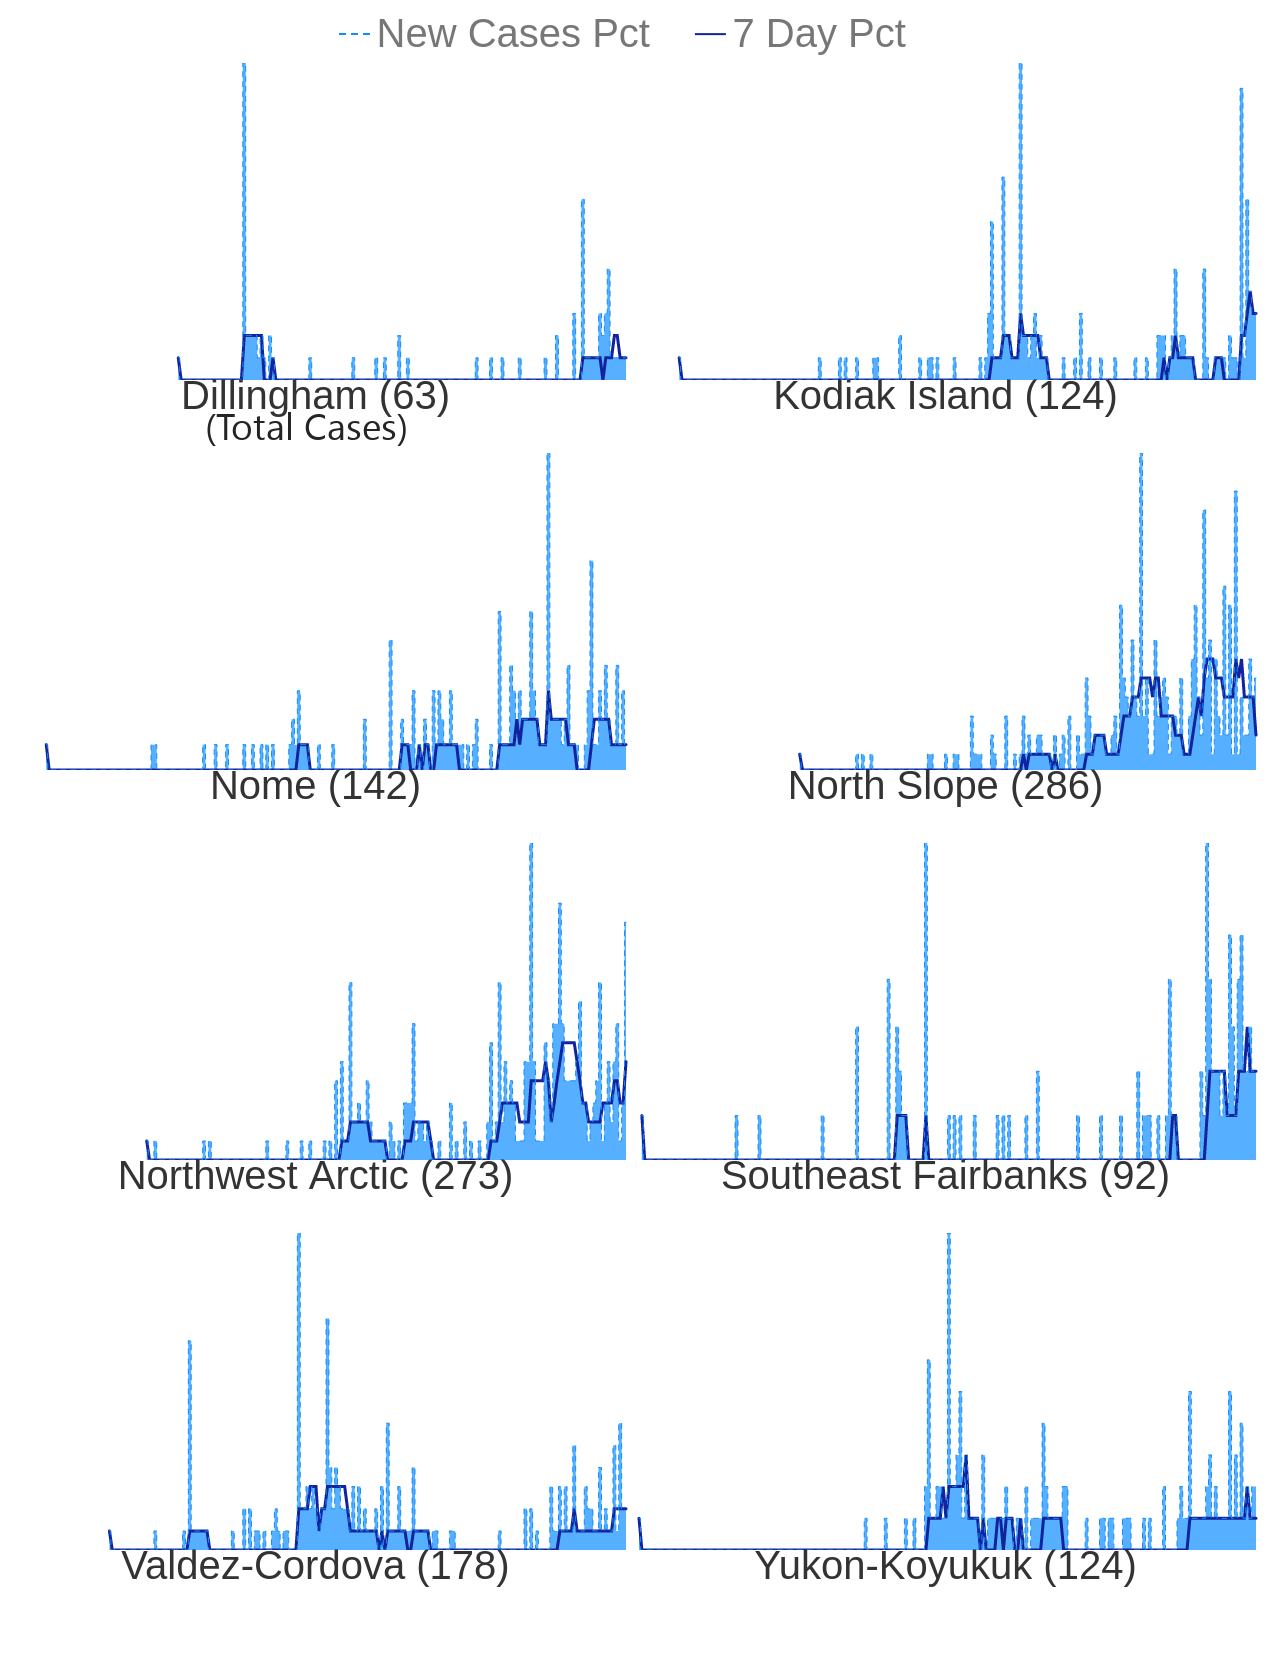 New Cases Pct 7 Day Pct
Dillingham (63) Kodiak Island (124)
(Total Cases)
Nome (142) North Slope (286)
Northwest Arctic (273) Southeast Fairbanks (92)
Valdez-Cordova (178) Yukon-Koyukuk (124)